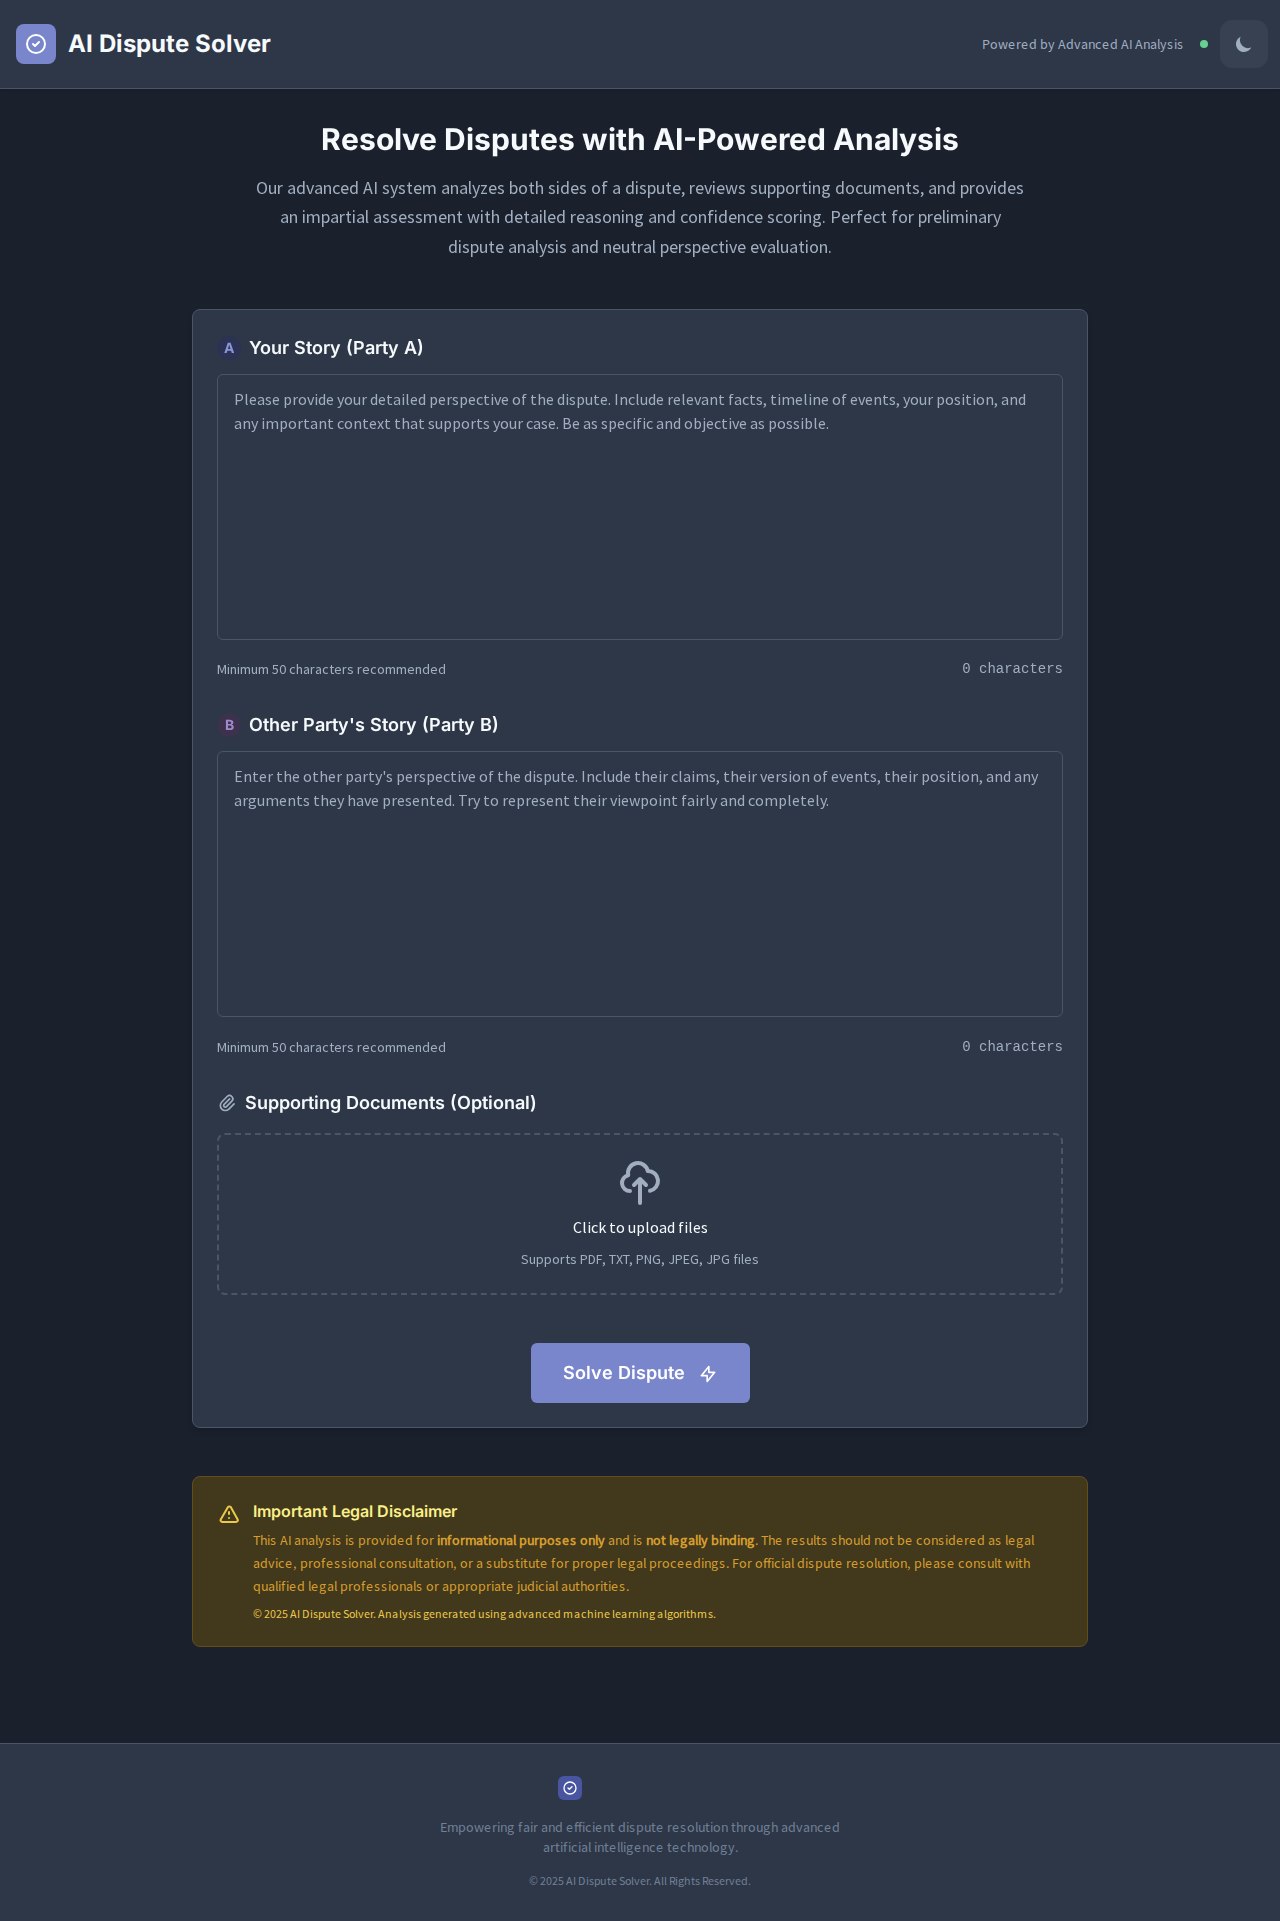 AI Dispute Solver
Powered by Advanced AI Analysis
Resolve Disputes with AI-Powered Analysis
Our advanced AI system analyzes both sides of a dispute, reviews supporting documents, and provides
an impartial assessment with detailed reasoning and confidence scoring. Perfect for preliminary
dispute analysis and neutral perspective evaluation.
A Your Story (Party A)
Please provide your detailed perspective of the dispute. Include relevant facts, timeline of events, your position, and
any important context that supports your case. Be as specific and objective as possible.
Minimum 50 characters recommended 0 characters
B Other Party's Story (Party B)
Enter the other party's perspective of the dispute. Include their claims, their version of events, their position, and any
arguments they have presented. Try to represent their viewpoint fairly and completely.
Minimum 50 characters recommended 0 characters
Supporting Documents (Optional)
Click to upload files
Supports PDF, TXT, PNG, JPEG, JPG files
Solve Dispute
Important Legal Disclaimer
This AI analysis is provided for informational purposes only and is not legally binding. The results should not be considered as legal
advice, professional consultation, or a substitute for proper legal proceedings. For official dispute resolution, please consult with
qualified legal professionals or appropriate judicial authorities.
© 2025 AI Dispute Solver. Analysis generated using advanced machine learning algorithms.
Empowering fair and efficient dispute resolution through advanced
artificial intelligence technology.
© 2025 AI Dispute Solver. All Rights Reserved.